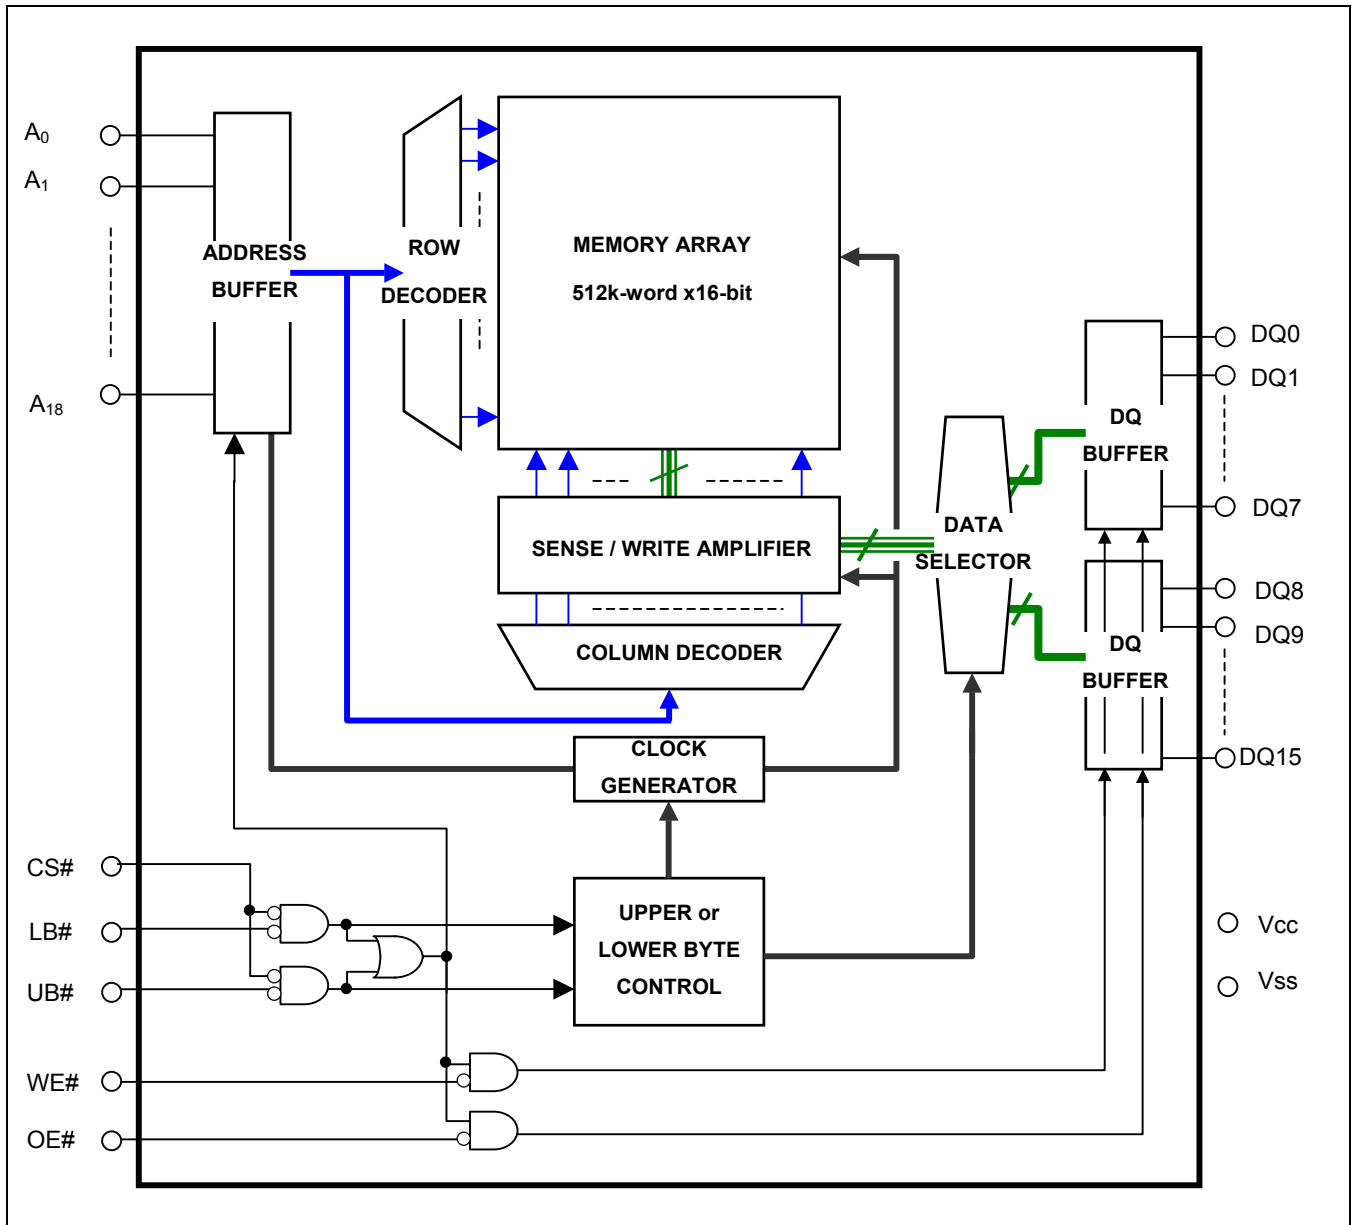 A0
A1
A18
ADDRESS
BUFFER
ROW
DECODER
MEMORY ARRAY
512k-word x16-bit
SENSE / WRITE AMPLIFIER
COLUMN DECODER
CLOCK
GENERATOR
UPPER or
LOWER BYTE
CONTROL
DATA
SELECTOR
DQ
BUFFER
DQ
BUFFER
DQ0
DQ1
DQ7
DQ8
DQ9
DQ15
CS#
LB#
UB#
WE#
OE#
Vcc
Vss